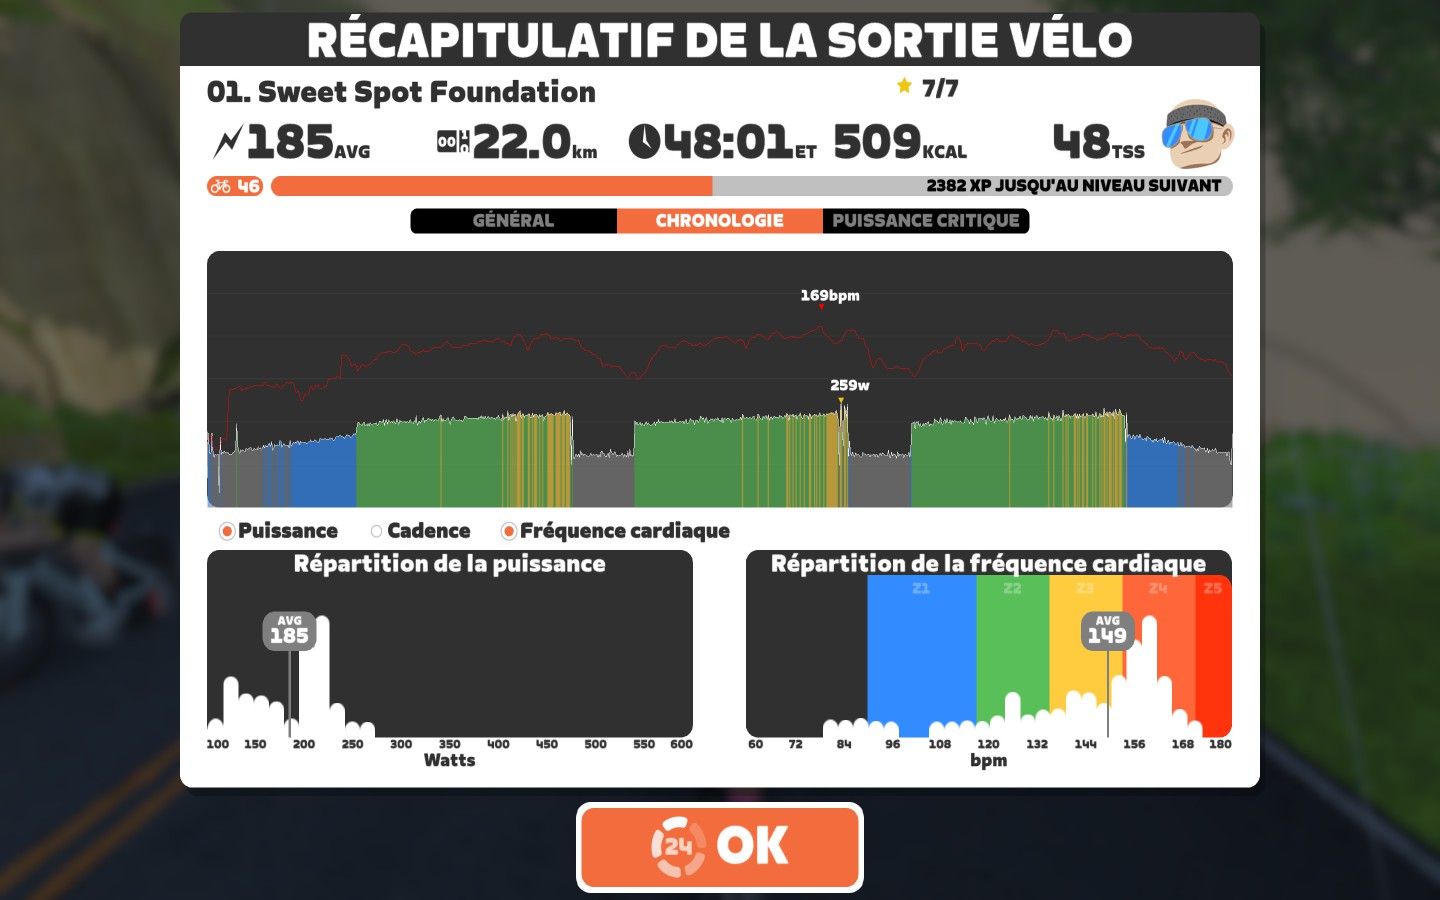 RÉCAPITULATIF DE LA SORTIE VÉLO
01. Sweet Spot Foundation
7/7
185AVG
22.0km
48:01ET
509KCAL
48TSS
46
2382 XP JUSQU'AU NIVEAU SUIVANT
GÉNÉRAL
CHRONOLOGIE
PUISSANCE CRITIQUE
169bpm
259w
Puissance
Cadence
Fréquence cardiaque
Répartition de la puissance
AVG
185
100 150 200 250 300 350 400 450 500 550 600
Watts
Répartition de la fréquence cardiaque
Z1 Z2 Z3 Z4 Z5
AVG
149
60 72 84 96 108 120 132 144 156 168 180
bpm
24 OK